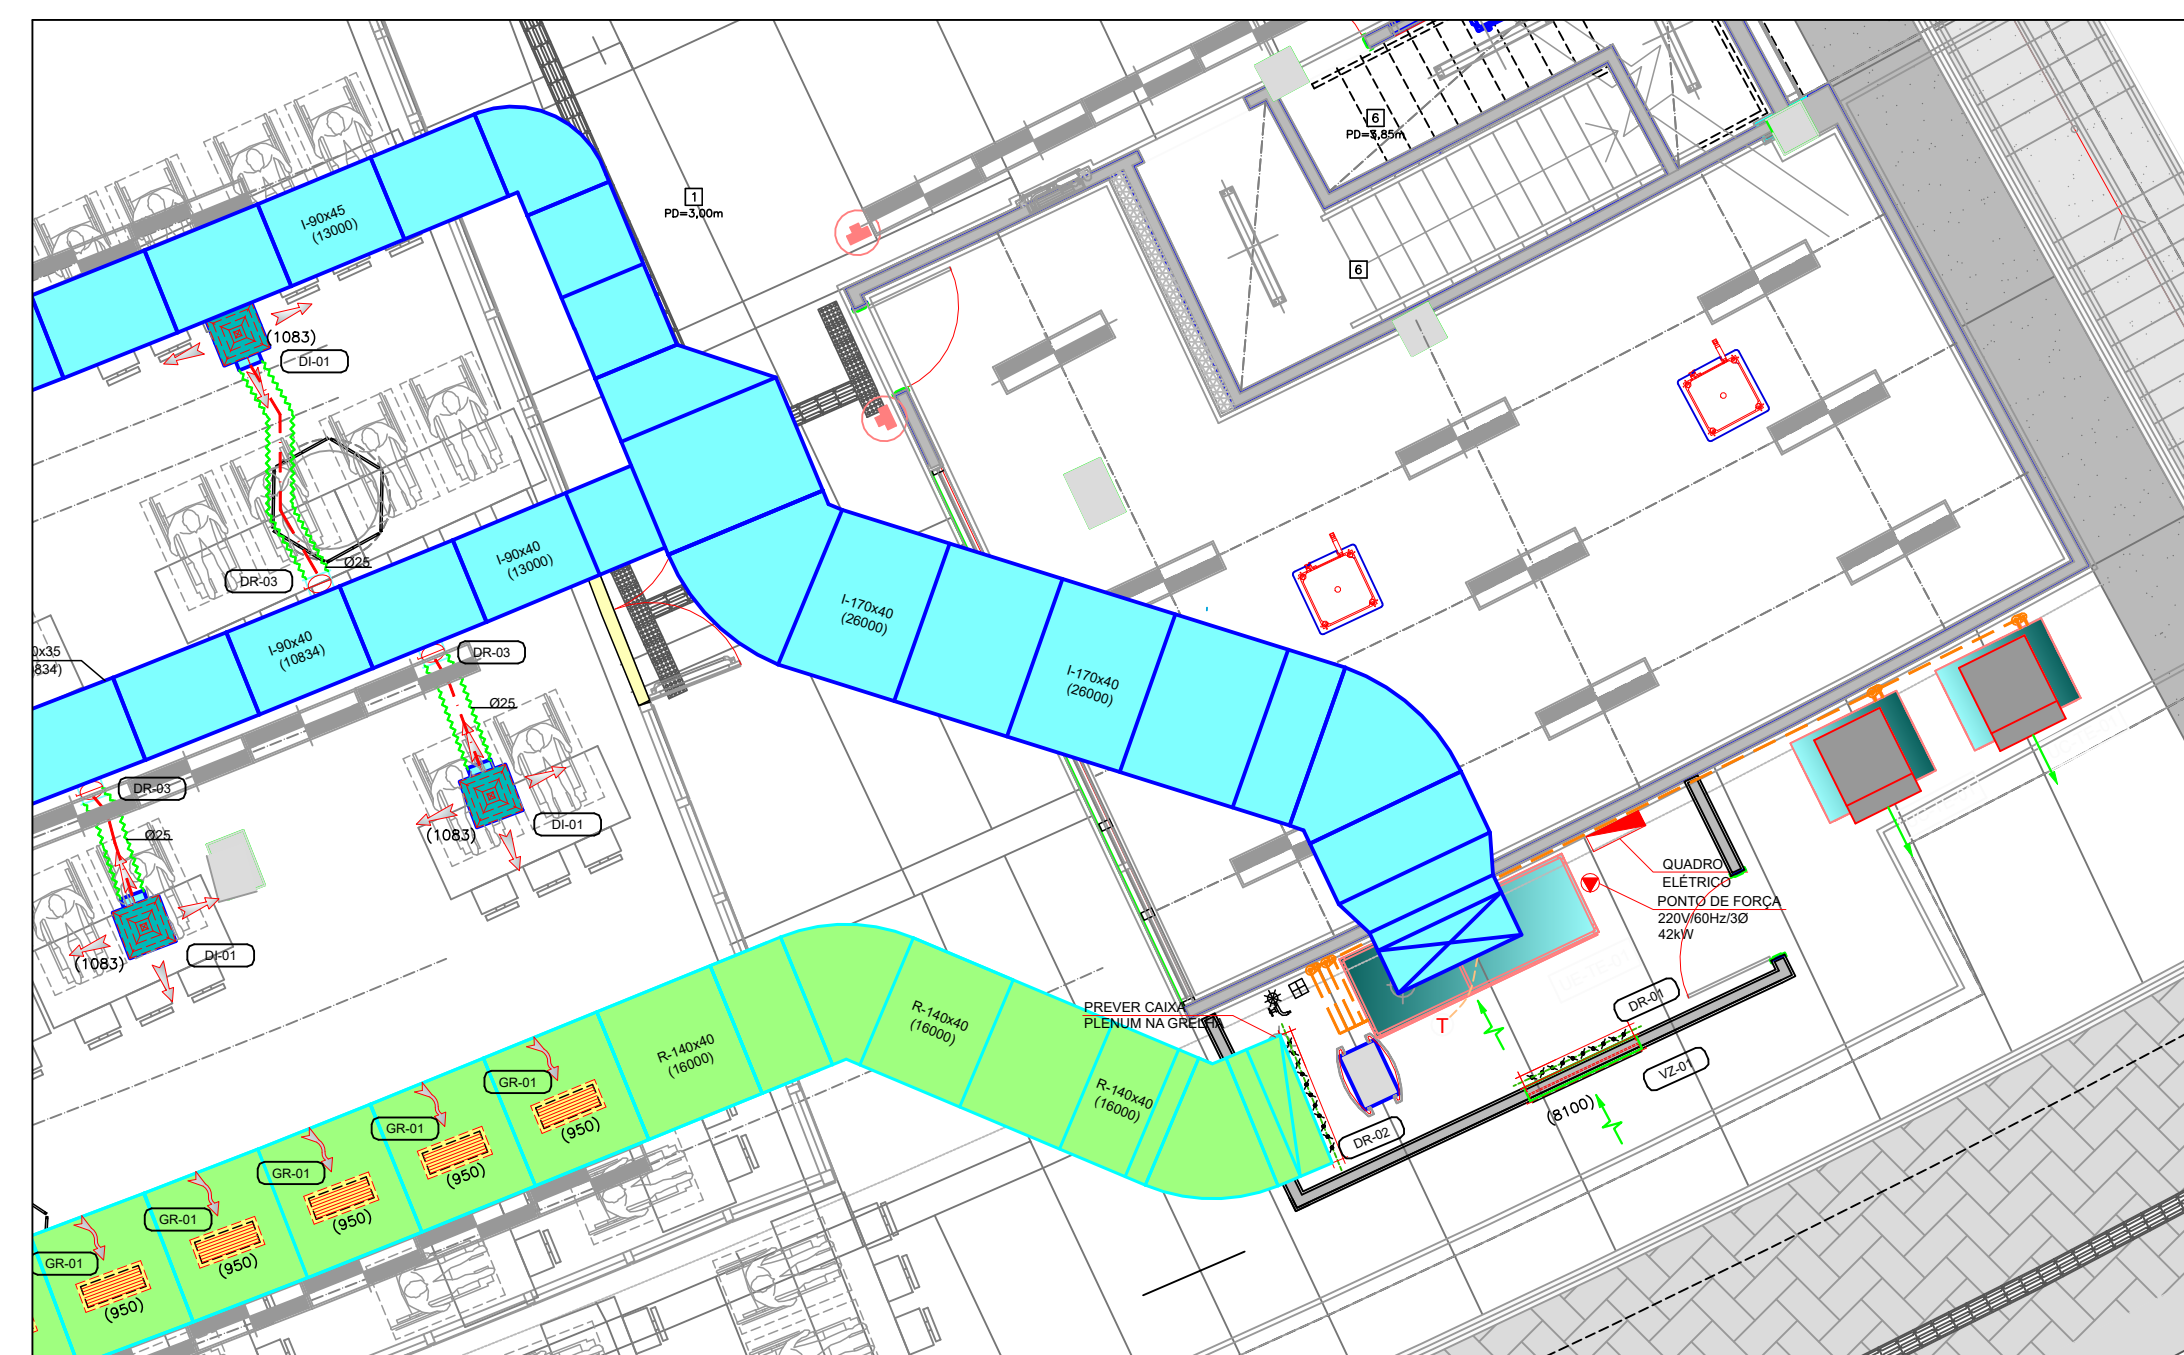 6
PD=3,85m
1
PD=3,00m
I-90x45
(13000)
6
(1083)
DI-01
I-90x40
(13000)
Ø25
DR-03
I-170x40
(26000)
I-90x40
(10834)
0x35
834)
DR-03
I-170x40
(26000)
Ø25
DR-03
Ø25
(1083)
DI-01
QUADRO
ELÉTRICO
PONTO DE FORÇA
220V/60Hz/3Ø
42kW
(1083)
DI-01
PREVER CAIXA
PLENUM NA GRELHA
T
DR-01
R-140x40
(16000)
R-140x40
(16000)
R-140x40
(16000)
VZ-01
(8100)
DR-02
GR-01
(950)
GR-01
(950)
GR-01
(950)
GR-01
(950)
GR-01
(950)